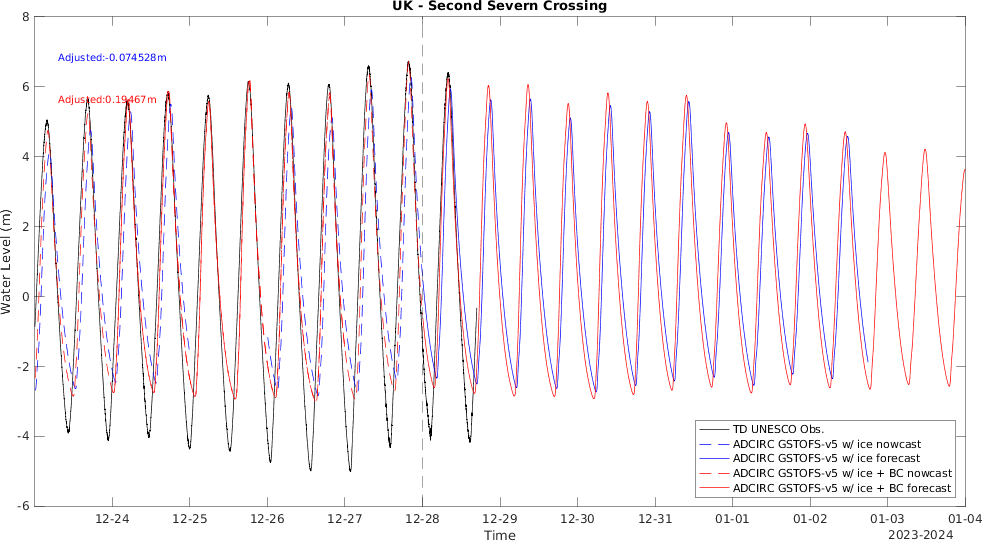 UK - Second Severn Crossing
8
6
4
2
0
-2
-4
-6
Water Level (m)
Adjusted:-0.074528m
Adjusted:0.19467m
TD UNESCO Obs.
ADCIRC GSTOFS-v5 w/ ice nowcast
ADCIRC GSTOFS-v5 w/ ice forecast
ADCIRC GSTOFS-v5 w/ ice + BC nowcast
ADCIRC GSTOFS-v5 w/ ice + BC forecast
12-24 12-25 12-26 12-27 12-28 12-29 12-30 12-31 01-01 01-02 01-03 01-04
Time
2023-2024